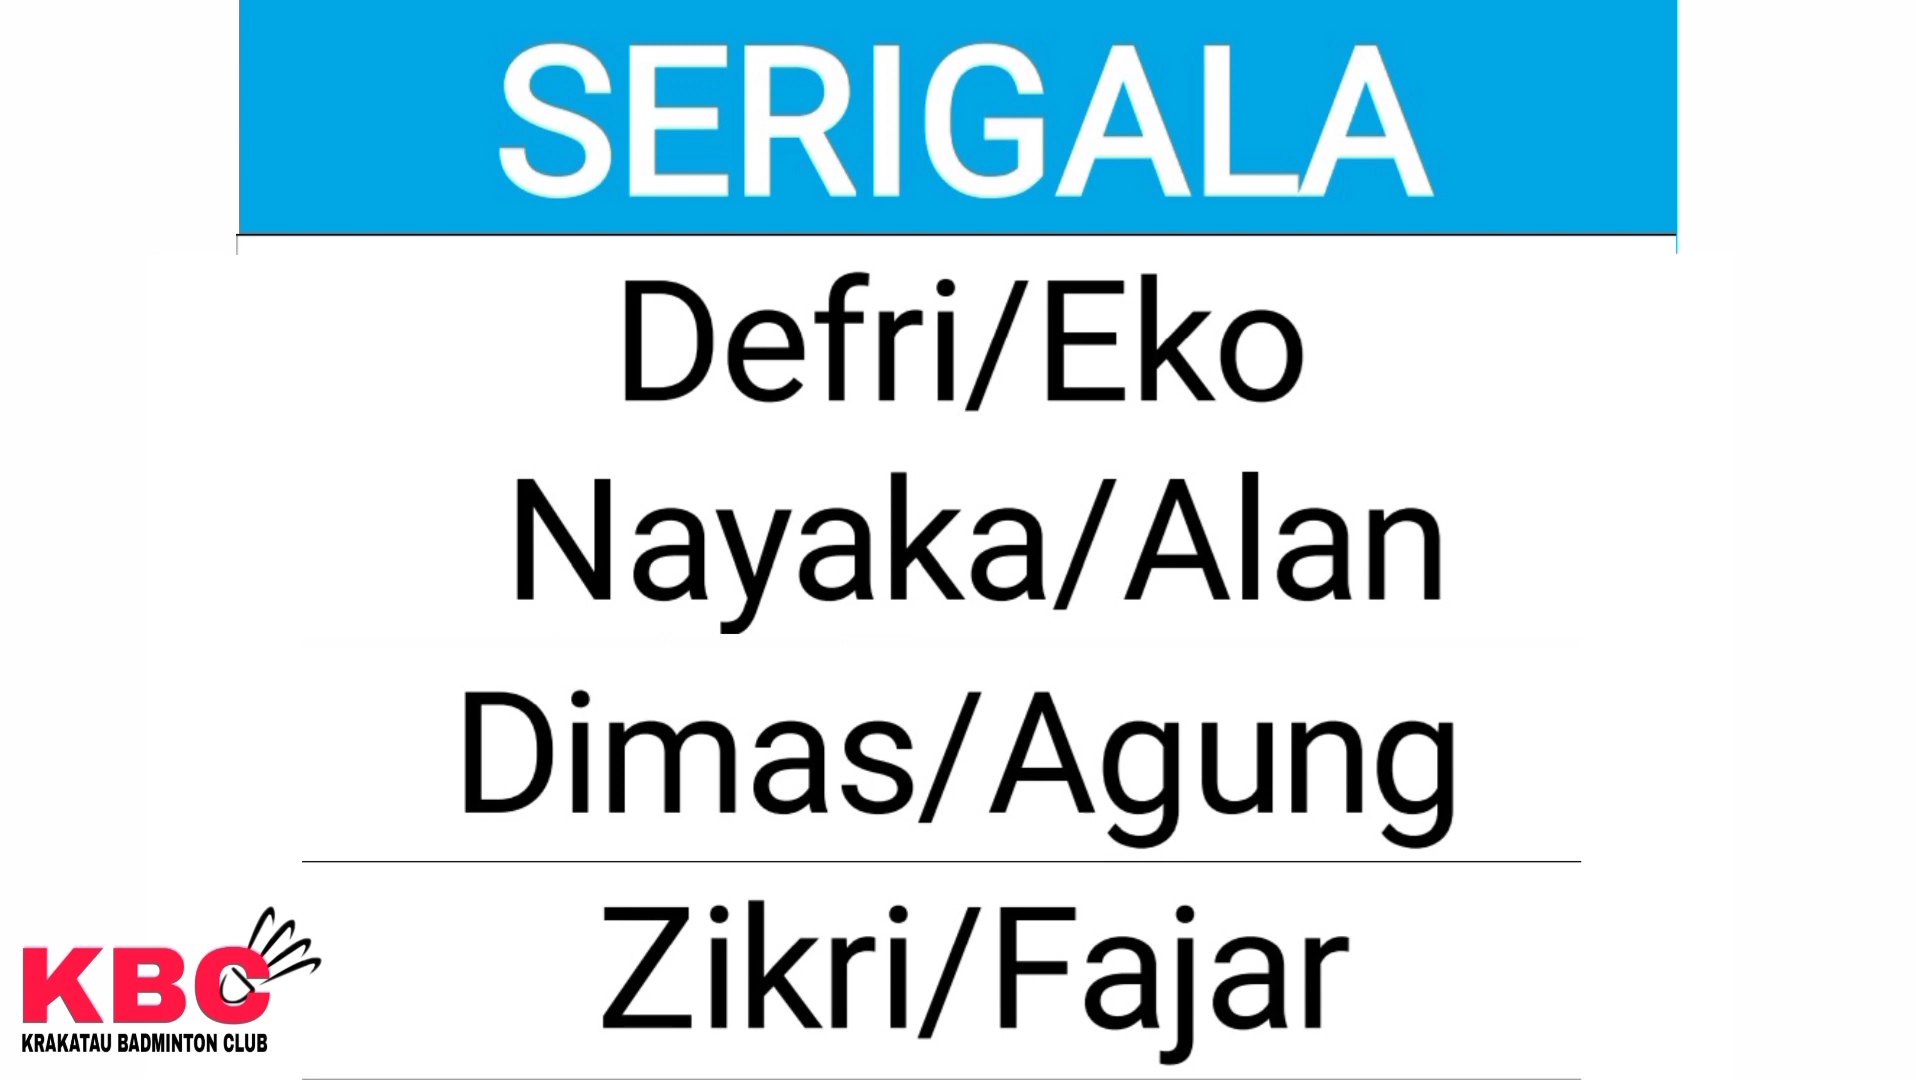 SERIGALA
Defri/Eko
Nayaka/Alan
Dimas/Agung
Zikri/Fajar
KBC
KRAKATAU BADMINTON CLUB